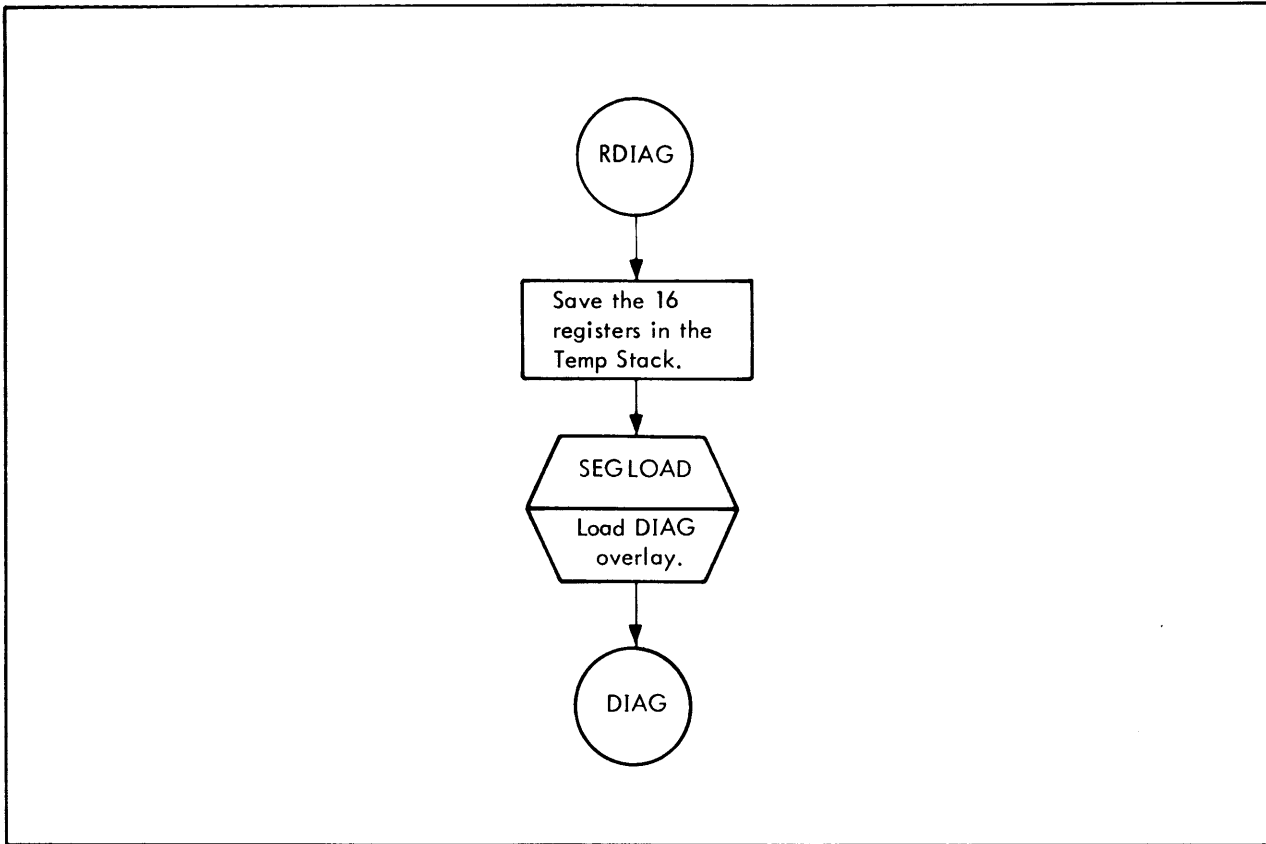 RDIAG
Save the 16
registers in the
Temp Stack.
SEGLOAD
Load DIAG
overlay.
DIAG